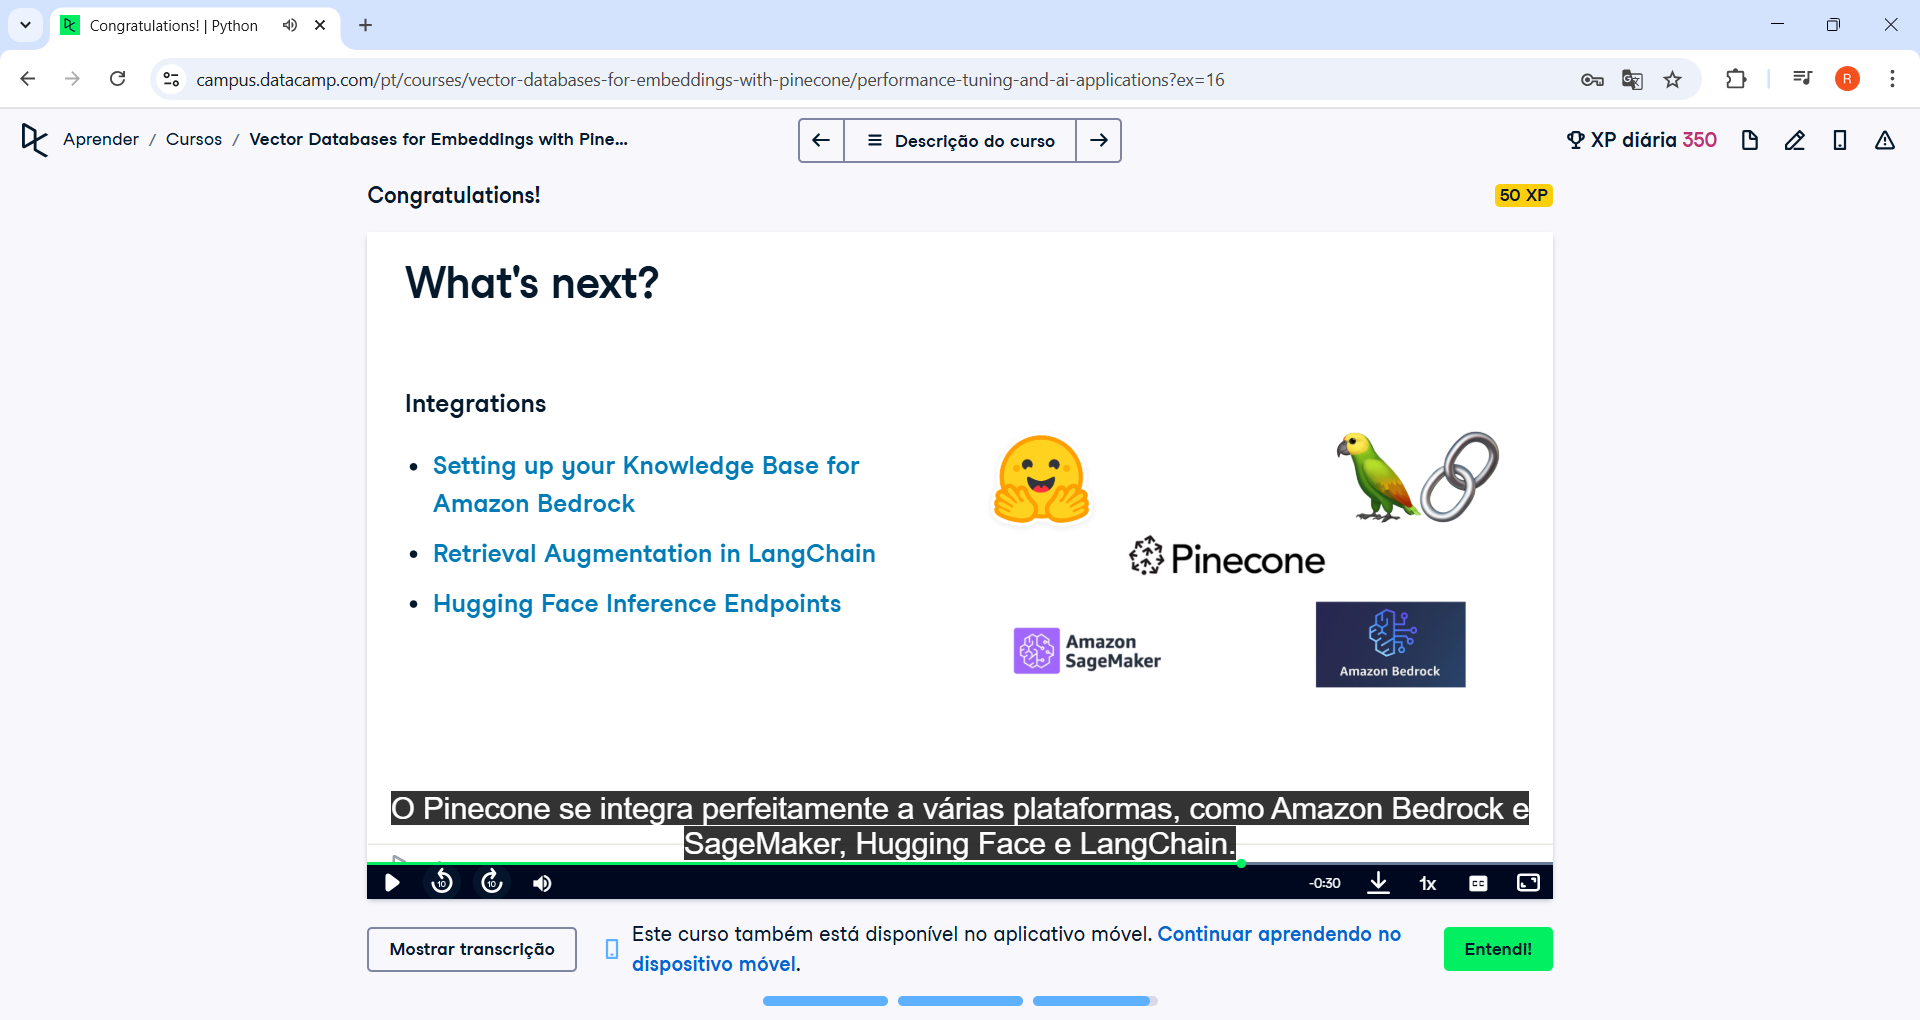 Congratulations! | Python
campus.datacamp.com/pt/courses/vector-databases-for-embeddings-with-pinecone/performance-tuning-and-ai-applications?ex=16
R
Aprender / Cursos / Vector Databases for Embeddings with Pine...
Descrição do curso
XP diária 350
Congratulations!
50 XP
What's next?
Integrations
• Setting up your Knowledge Base for
Amazon Bedrock
• Retrieval Augmentation in LangChain
• Hugging Face Inference Endpoints
Pinecone
Amazon
SageMaker
Amazon Bedrock
O Pinecone se integra perfeitamente a várias plataformas, como Amazon Bedrock e
SageMaker, Hugging Face e LangChain.
10
10
-0:30
1x
CC
Mostrar transcrição
Este curso também está disponível no aplicativo móvel. Continuar aprendendo no
dispositivo móvel.
Entendi!